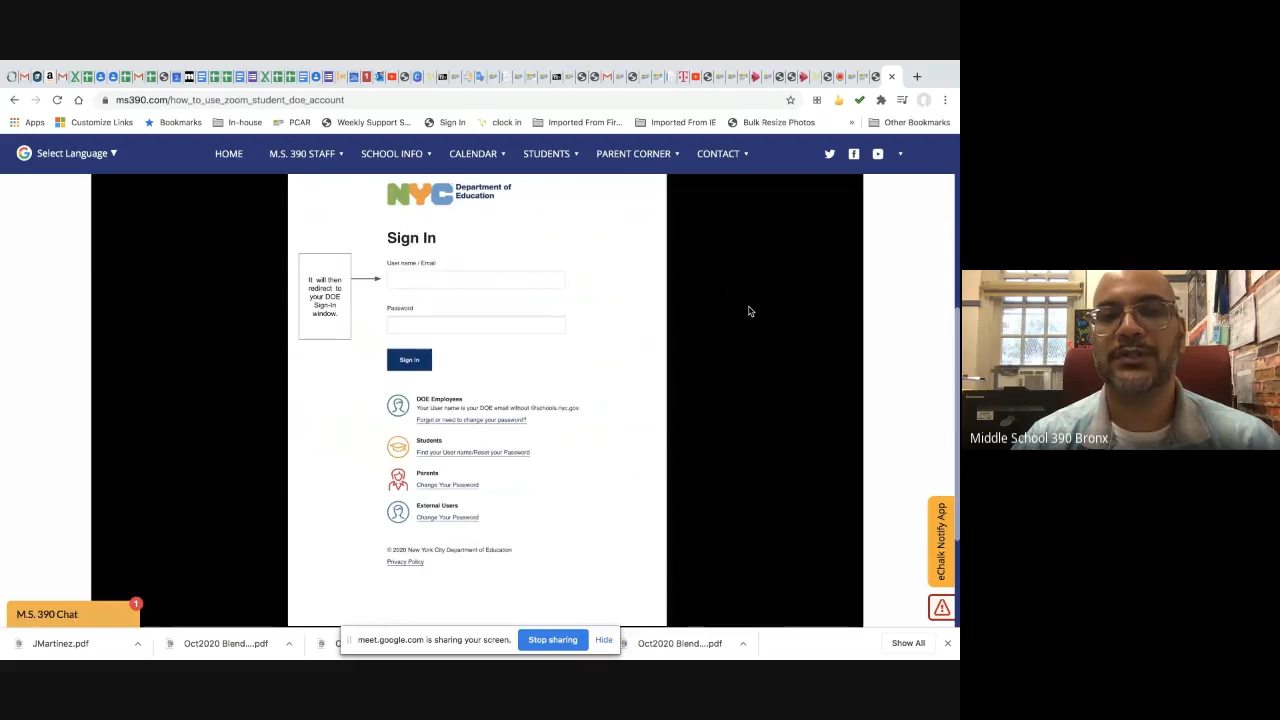 ms390.com/how_to_use_zoom_student_doe_account
Apps
Customize Links
Bookmarks
In-house
PCAR
Weekly Support S...
Sign In
clock in
Imported From Fir...
Imported From IE
Bulk Resize Photos
»
Other Bookmarks
Select Language ▼
HOME
M.S. 390 STAFF
SCHOOL INFO
CALENDAR
STUDENTS
PARENT CORNER
CONTACT
NYC Department of
Education
Sign In
User name / Email
It will then
redirect to
your DOE
Sign-In
window.
Password
Sign In
DOE Employees
Your User name is your DOE email without @schools.nyc.gov.
Forgot or need to change your password?
Students
Find your User name/Reset your Password
Parents
Change Your Password
External Users
Change Your Password
© 2020 New York City Department of Education
Privacy Policy
eChalk Notify App
Middle School 390 Bronx
M.S. 390 Chat
1
meet.google.com is sharing your screen.
Stop sharing
Hide
JMartinez.pdf
Oct2020 Blend....pdf
Oct2020 Blend....pdf
Show All